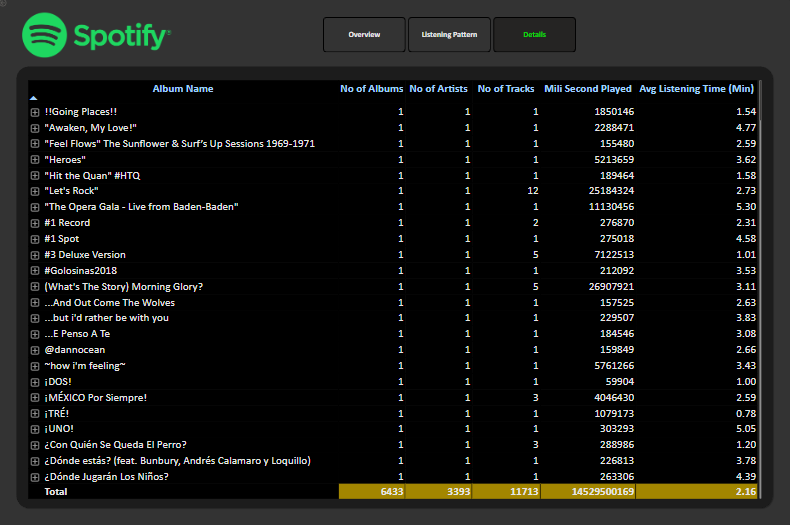 Spotify
Overview Listening Pattern Details
Album Name No of Albums No of Artists No of Tracks Mili Second Played Avg Listening Time (Min)
!!Going Places!! 1 1 1 1850146 1.54
"Awaken, My Love!" 1 1 1 2288471 4.77
"Feel Flows" The Sunflower & Surf's Up Sessions 1969-1971 1 1 1 155480 2.59
"Heroes" 1 1 1 5213659 3.62
"Hit the Quan" #HTQ 1 1 1 189464 1.58
"Let's Rock" 1 1 12 25184324 2.73
"The Opera Gala - Live from Baden-Baden" 1 1 1 11130456 5.30
#1 Record 1 1 2 276870 2.31
#1 Spot 1 1 1 275018 4.58
#3 Deluxe Version 1 1 5 7122513 1.01
#Golosinas2018 1 1 1 212092 3.53
(What's The Story) Morning Glory? 1 1 5 26907921 3.11
...And Out Come The Wolves 1 1 1 157525 2.63
...but i'd rather be with you 1 1 1 229507 3.83
...E Penso A Te 1 1 1 184546 3.08
@dannocean 1 1 1 159849 2.66
~how i'm feeling~ 1 1 1 5761266 3.43
¡DOS! 1 1 1 59904 1.00
¡MÉXICO Por Siempre! 1 1 3 4046430 2.59
¡TRÉ! 1 1 1 1079173 0.78
¡UNO! 1 1 1 303293 5.05
¿Con Quién Se Queda El Perro? 1 1 3 288986 1.20
¿Dónde estás? (feat. Bunbury, Andrés Calamaro y Loquillo) 1 1 1 226813 3.78
¿Dónde Jugarán Los Niños? 1 1 1 263306 4.39
Total 6433 3393 11713 14529500169 2.16